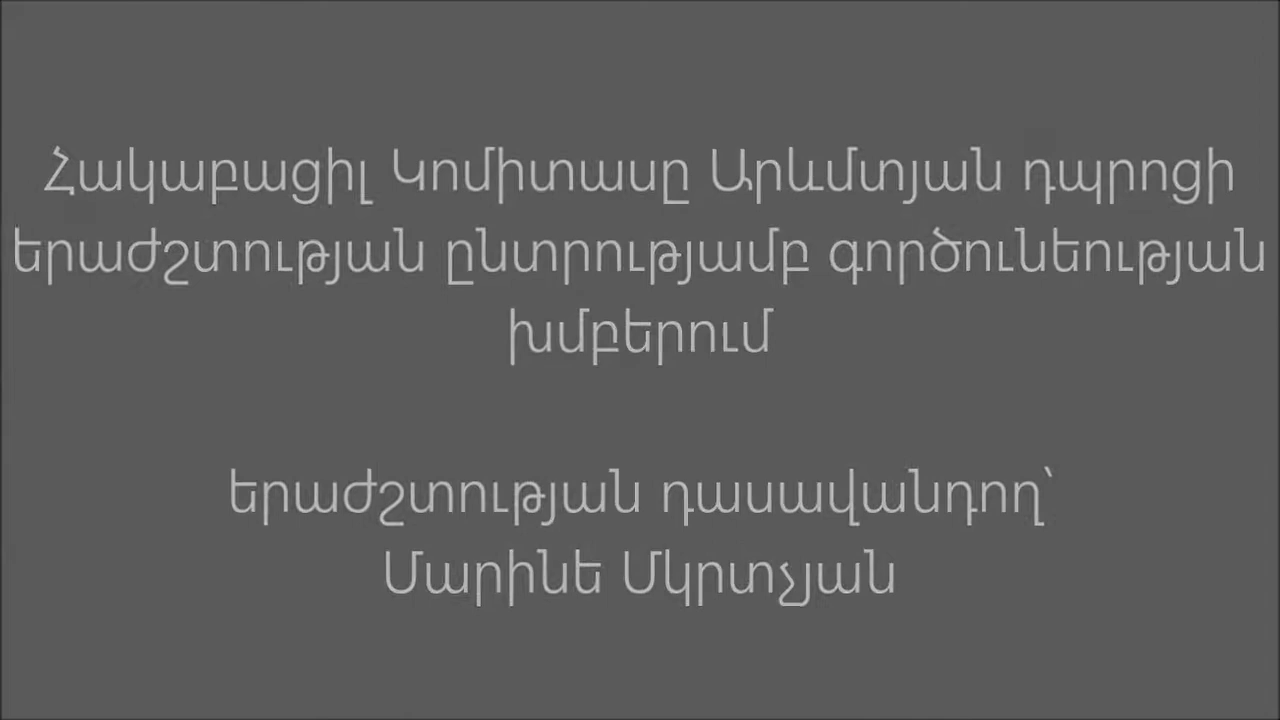 Հակաբացիլ Կոմիտասը Արևմտյան դպրոցի
երաժշտության ընտրությամբ գործունեության
խմբերում
երաժշտության դասավանդող՝
Մարինե Մկրտչյան